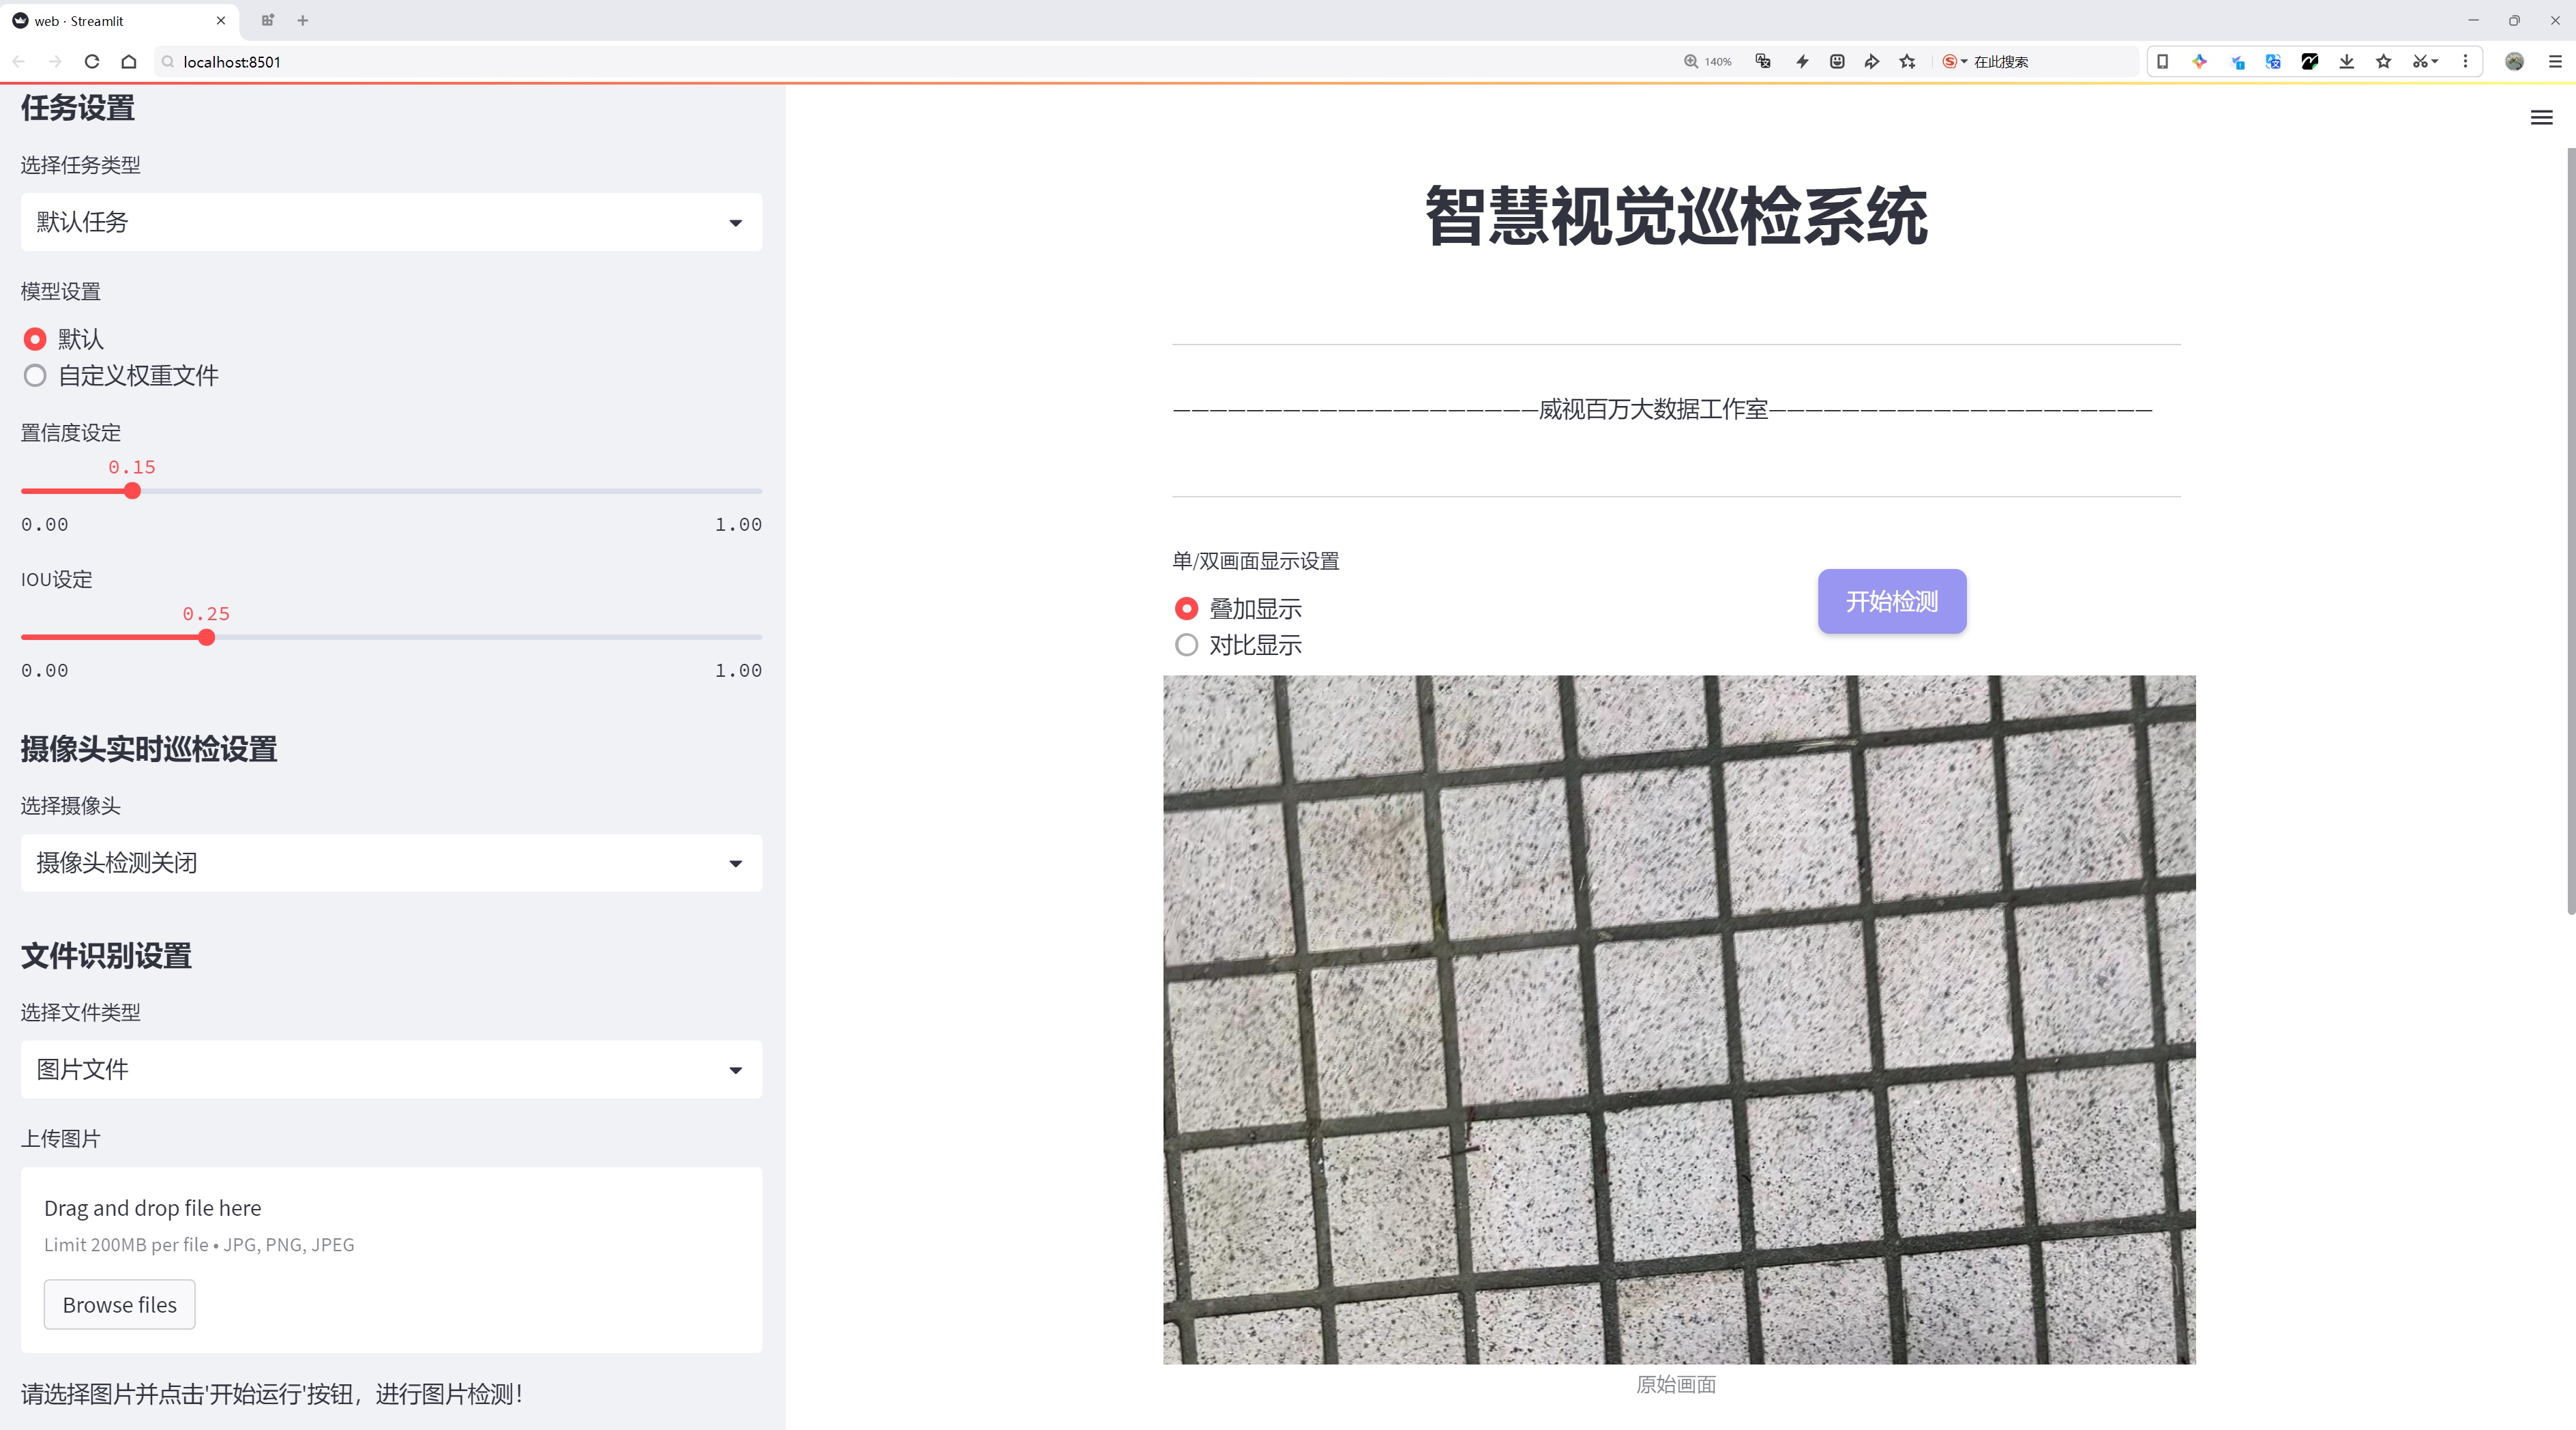 web · Streamlit
localhost:8501
140%
在此搜索
任务设置
选择任务类型
默认任务
模型设置
默认
自定义权重文件
置信度设定
0.15
0.00
1.00
IOU设定
0.25
0.00
1.00
摄像头实时巡检设置
选择摄像头
摄像头检测关闭
文件识别设置
选择文件类型
图片文件
上传图片
Drag and drop file here
Limit 200MB per file • JPG, PNG, JPEG
Browse files
请选择图片并点击'开始运行'按钮，进行图片检测！
智慧视觉巡检系统
————————————————————威视百万大数据工作室—————————————————————
单/双画面显示设置
叠加显示
对比显示
开始检测
原始画面